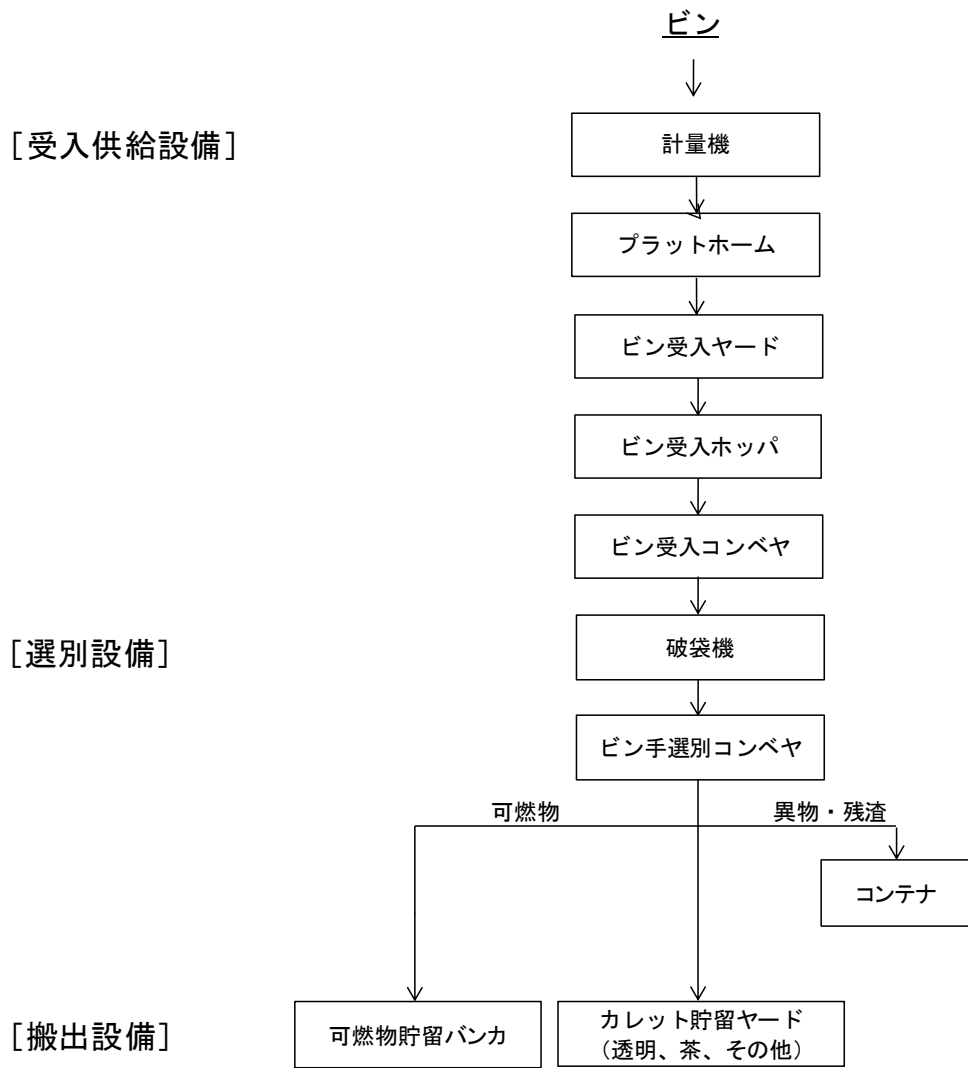 ビン
[受入供給設備]
計量機
プラットホーム
ビン受入ヤード
ビン受入ホッパ
ビン受入コンベヤ
[選別設備]
破袋機
ビン手選別コンベヤ
可燃物
異物・残渣
コンテナ
[搬出設備]
可燃物貯留バンカ
カレット貯留ヤード
(透明、茶、その他)